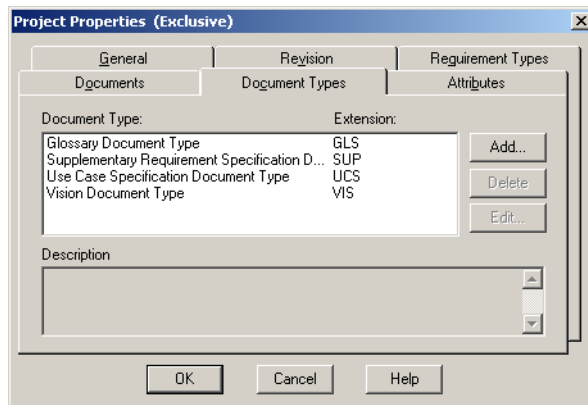 Project Properties (Exclusive)
General Revision Requirement Types
Documents Document Types Attributes
Document Type: Extension:
Glossary Document Type GLS
Supplementary Requirement Specification D... SUP
Use Case Specification Document Type UCS
Vision Document Type VIS
Add...
Delete
Edit...
Description
OK Cancel Help